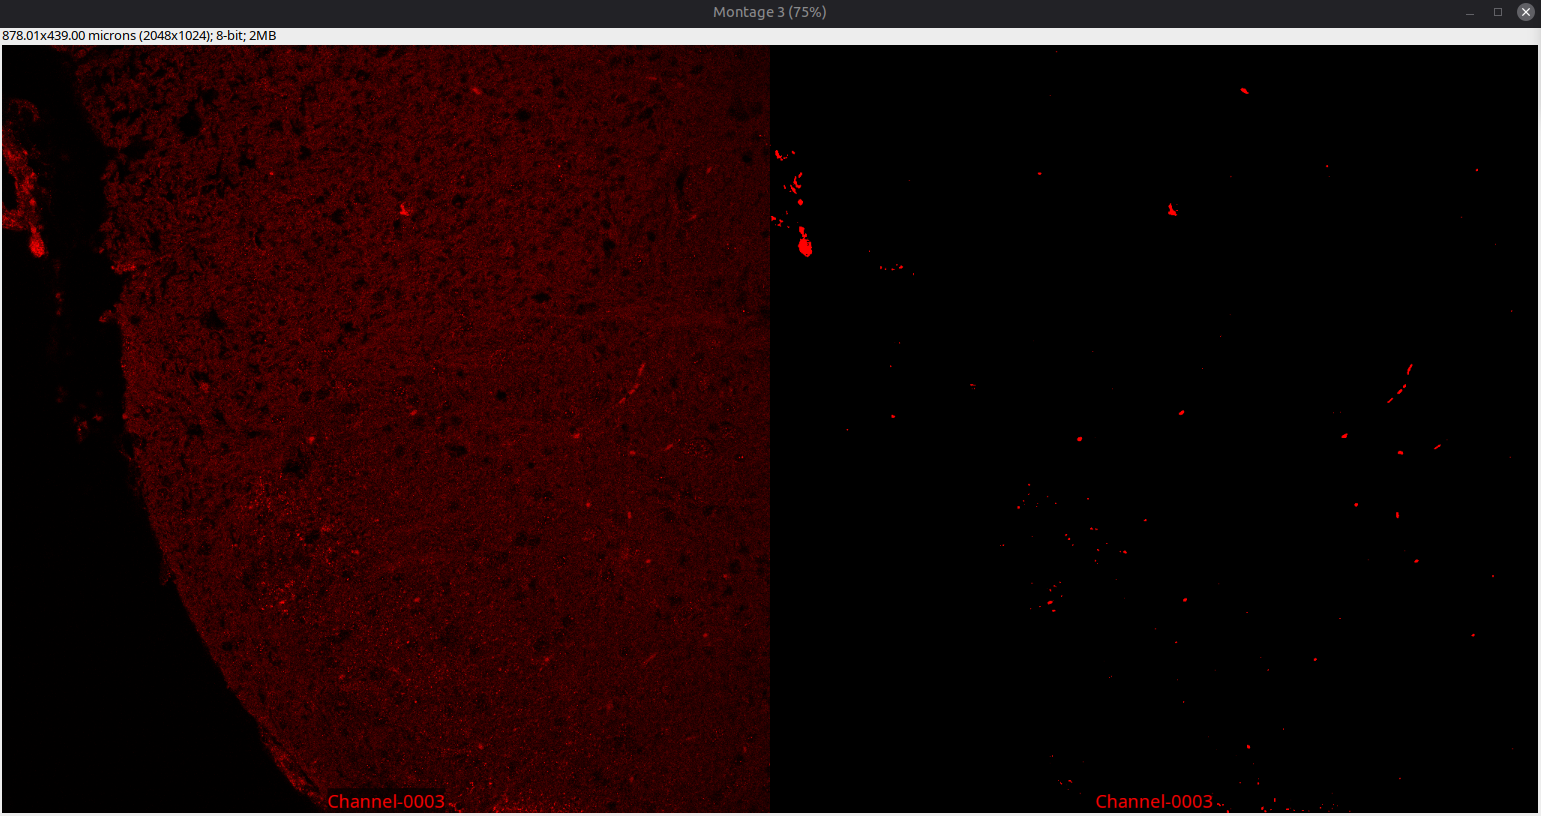 Montage 3 (75%)
878.01x439.00 microns (2048x1024); 8-bit; 2MB
Channel-0003
Channel-0003